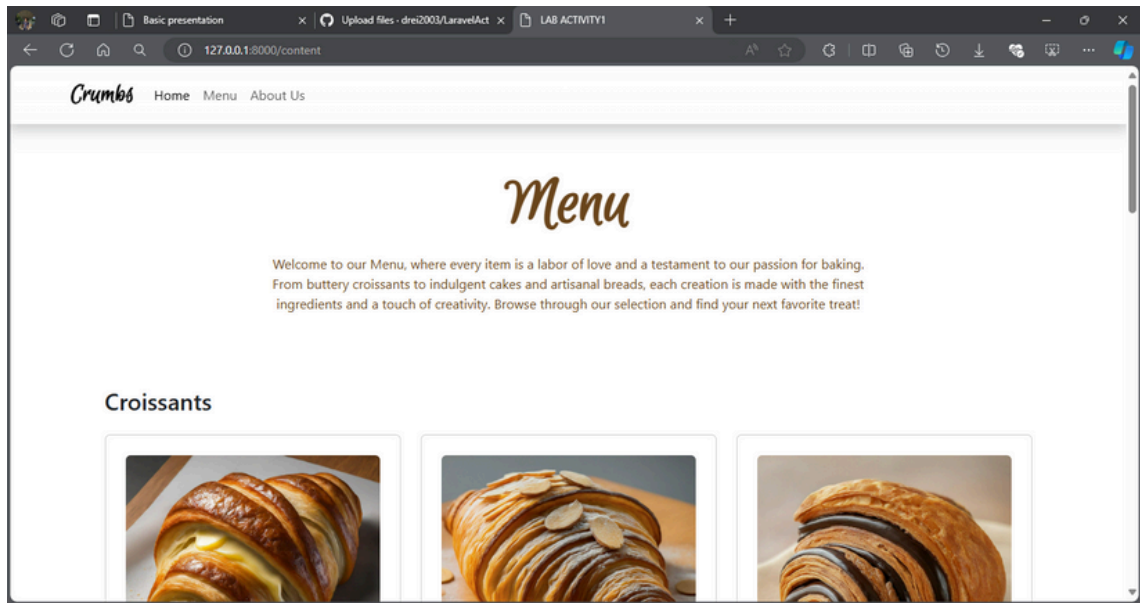 Basic presentation
Upload files - drei2003/LaravelAct
LAB ACTIVITY1
127.0.0.1:8000/content
Crumbs Home Menu About Us
Menu
Welcome to our Menu, where every item is a labor of love and a testament to our passion for baking.
From buttery croissants to indulgent cakes and artisanal breads, each creation is made with the finest
ingredients and a touch of creativity. Browse through our selection and find your next favorite treat!
Croissants